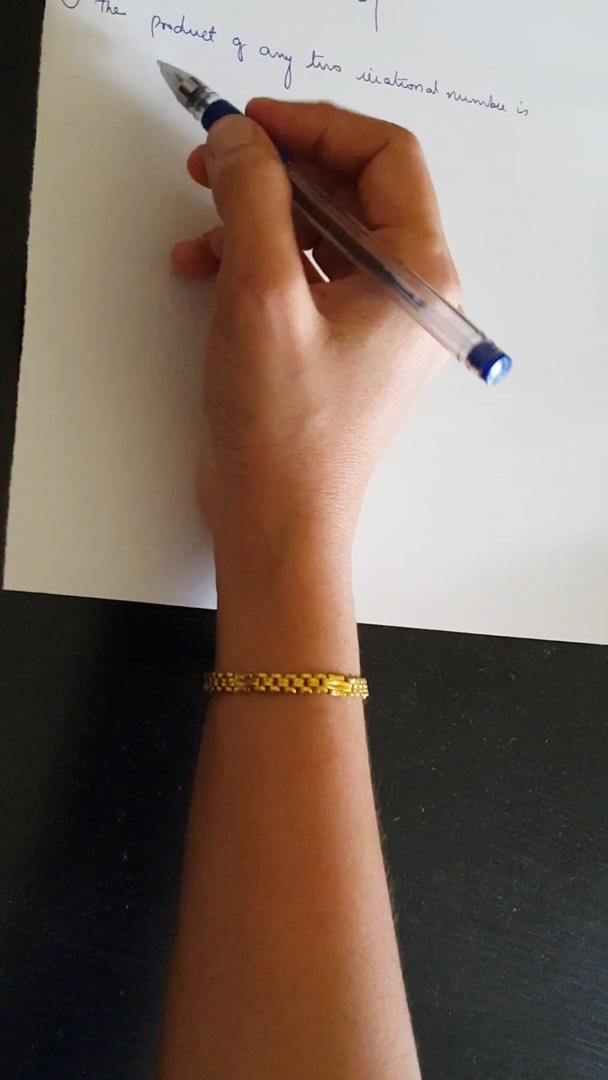 the product of any two irrational number is